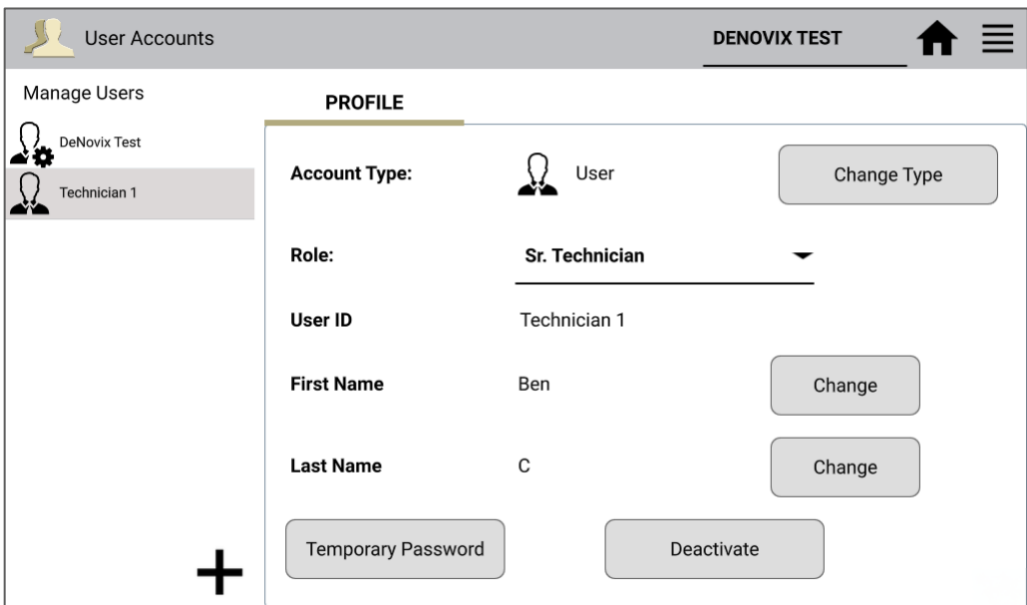 User Accounts
DENOVIX TEST
Manage Users
DeNovix Test
Technician 1
PROFILE
Account Type:
User
Change Type
Role:
Sr. Technician
User ID
Technician 1
First Name
Ben
Change
Last Name
C
Change
Temporary Password
Deactivate